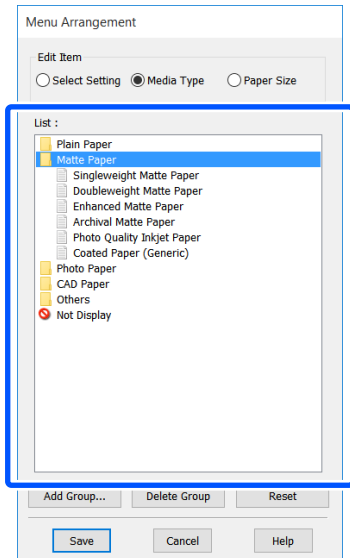 Menu Arrangement
Edit Item
Select Setting Media Type Paper Size
List :
Plain Paper
Matte Paper
Singleweight Matte Paper
Doubleweight Matte Paper
Enhanced Matte Paper
Archival Matte Paper
Photo Quality Inkjet Paper
Coated Paper (Generic)
Photo Paper
CAD Paper
Others
Not Display
Add Group... Delete Group Reset
Save Cancel Help